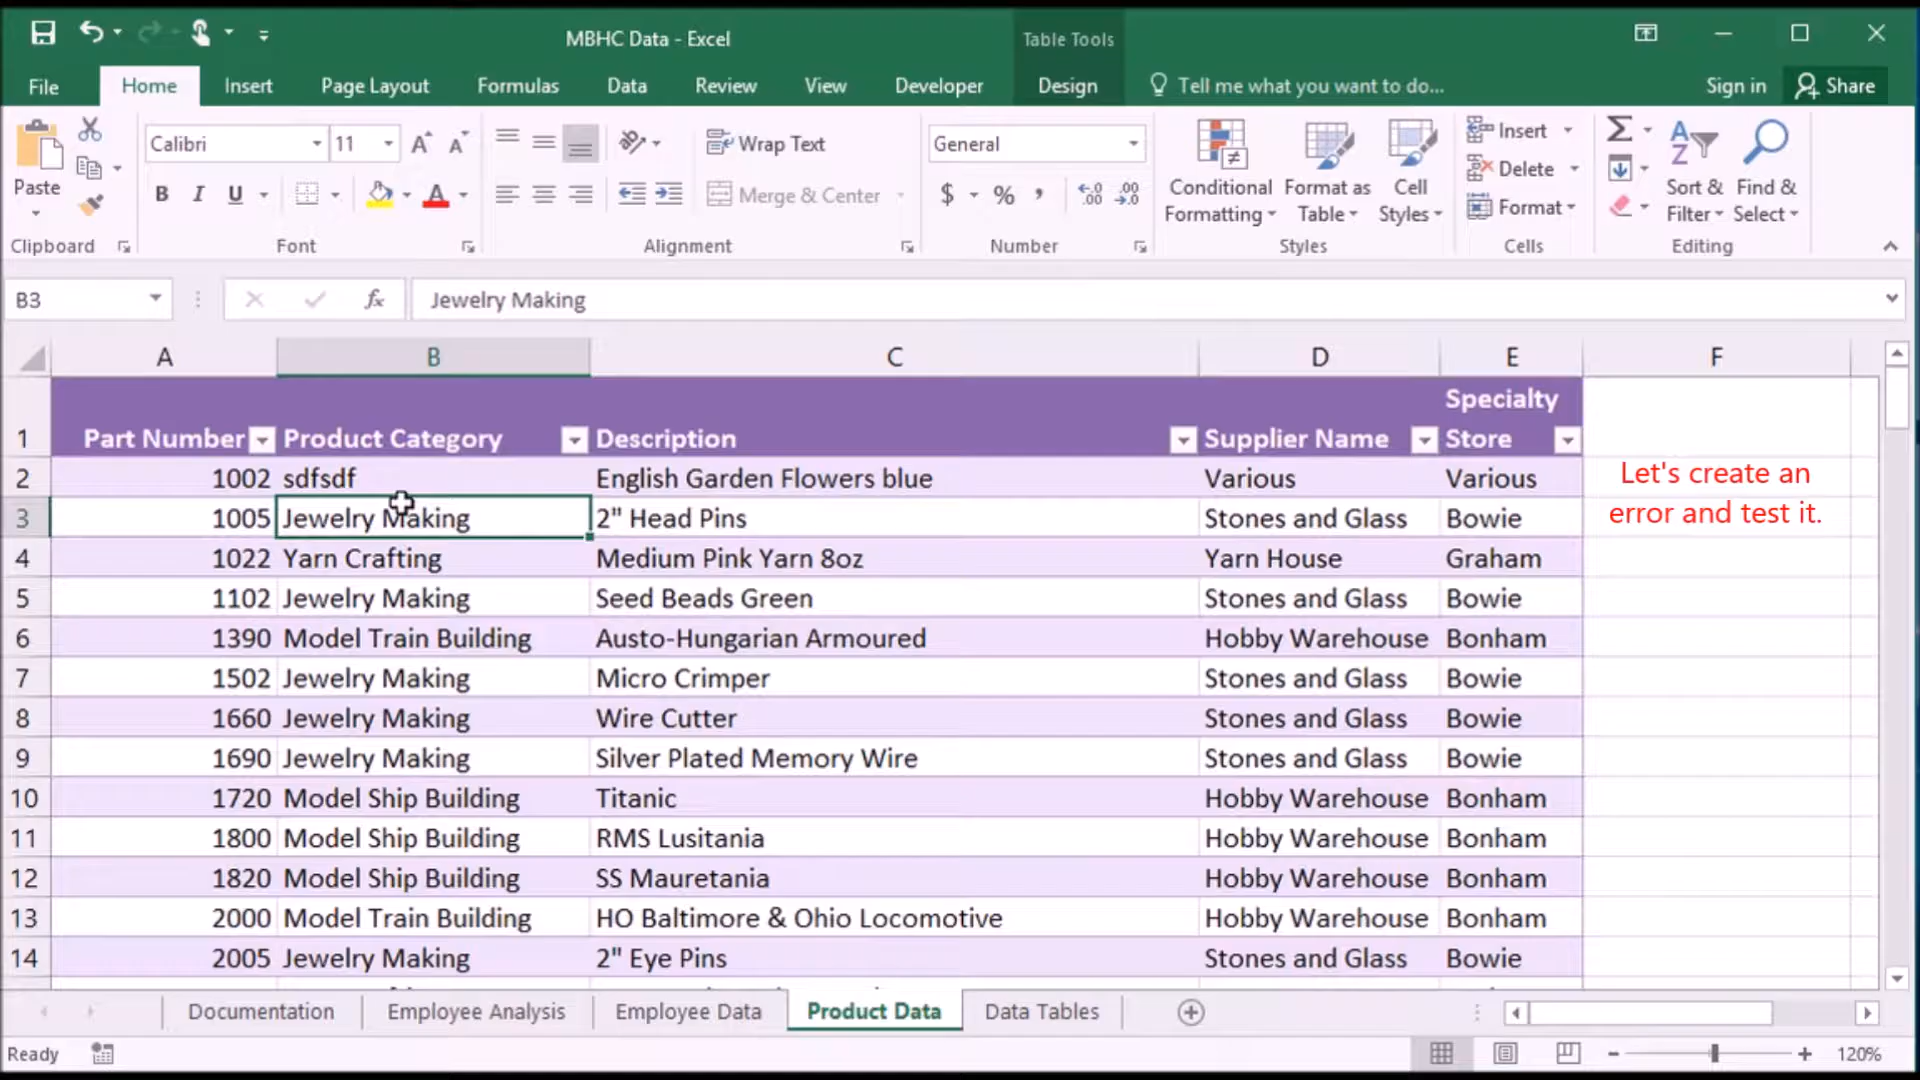 MBHC Data - Excel
Table Tools
File Home Insert Page Layout Formulas Data Review View Developer Design Tell me what you want to do... Sign in Share
Paste
Clipboard
Calibri 11
B I U
Font
Wrap Text
Merge & Center
Alignment
General
$ % ,
Number
Conditional Formatting
Format as Table
Cell Styles
Styles
Insert
Delete
Format
Cells
Sort & Filter
Find & Select
Editing
B3 fx Jewelry Making
A B C D E F
1 Part Number Product Category Description Supplier Name Specialty Store
2 1002 sdfsdf English Garden Flowers blue Various Various
3 1005 Jewelry Making 2" Head Pins Stones and Glass Bowie
4 1022 Yarn Crafting Medium Pink Yarn 8oz Yarn House Graham
5 1102 Jewelry Making Seed Beads Green Stones and Glass Bowie
6 1390 Model Train Building Austo-Hungarian Armoured Hobby Warehouse Bonham
7 1502 Jewelry Making Micro Crimper Stones and Glass Bowie
8 1660 Jewelry Making Wire Cutter Stones and Glass Bowie
9 1690 Jewelry Making Silver Plated Memory Wire Stones and Glass Bowie
10 1720 Model Ship Building Titanic Hobby Warehouse Bonham
11 1800 Model Ship Building RMS Lusitania Hobby Warehouse Bonham
12 1820 Model Ship Building SS Mauretania Hobby Warehouse Bonham
13 2000 Model Train Building HO Baltimore & Ohio Locomotive Hobby Warehouse Bonham
14 2005 Jewelry Making 2" Eye Pins Stones and Glass Bowie
Let's create an
error and test it.
Documentation Employee Analysis Employee Data Product Data Data Tables
Ready 120%